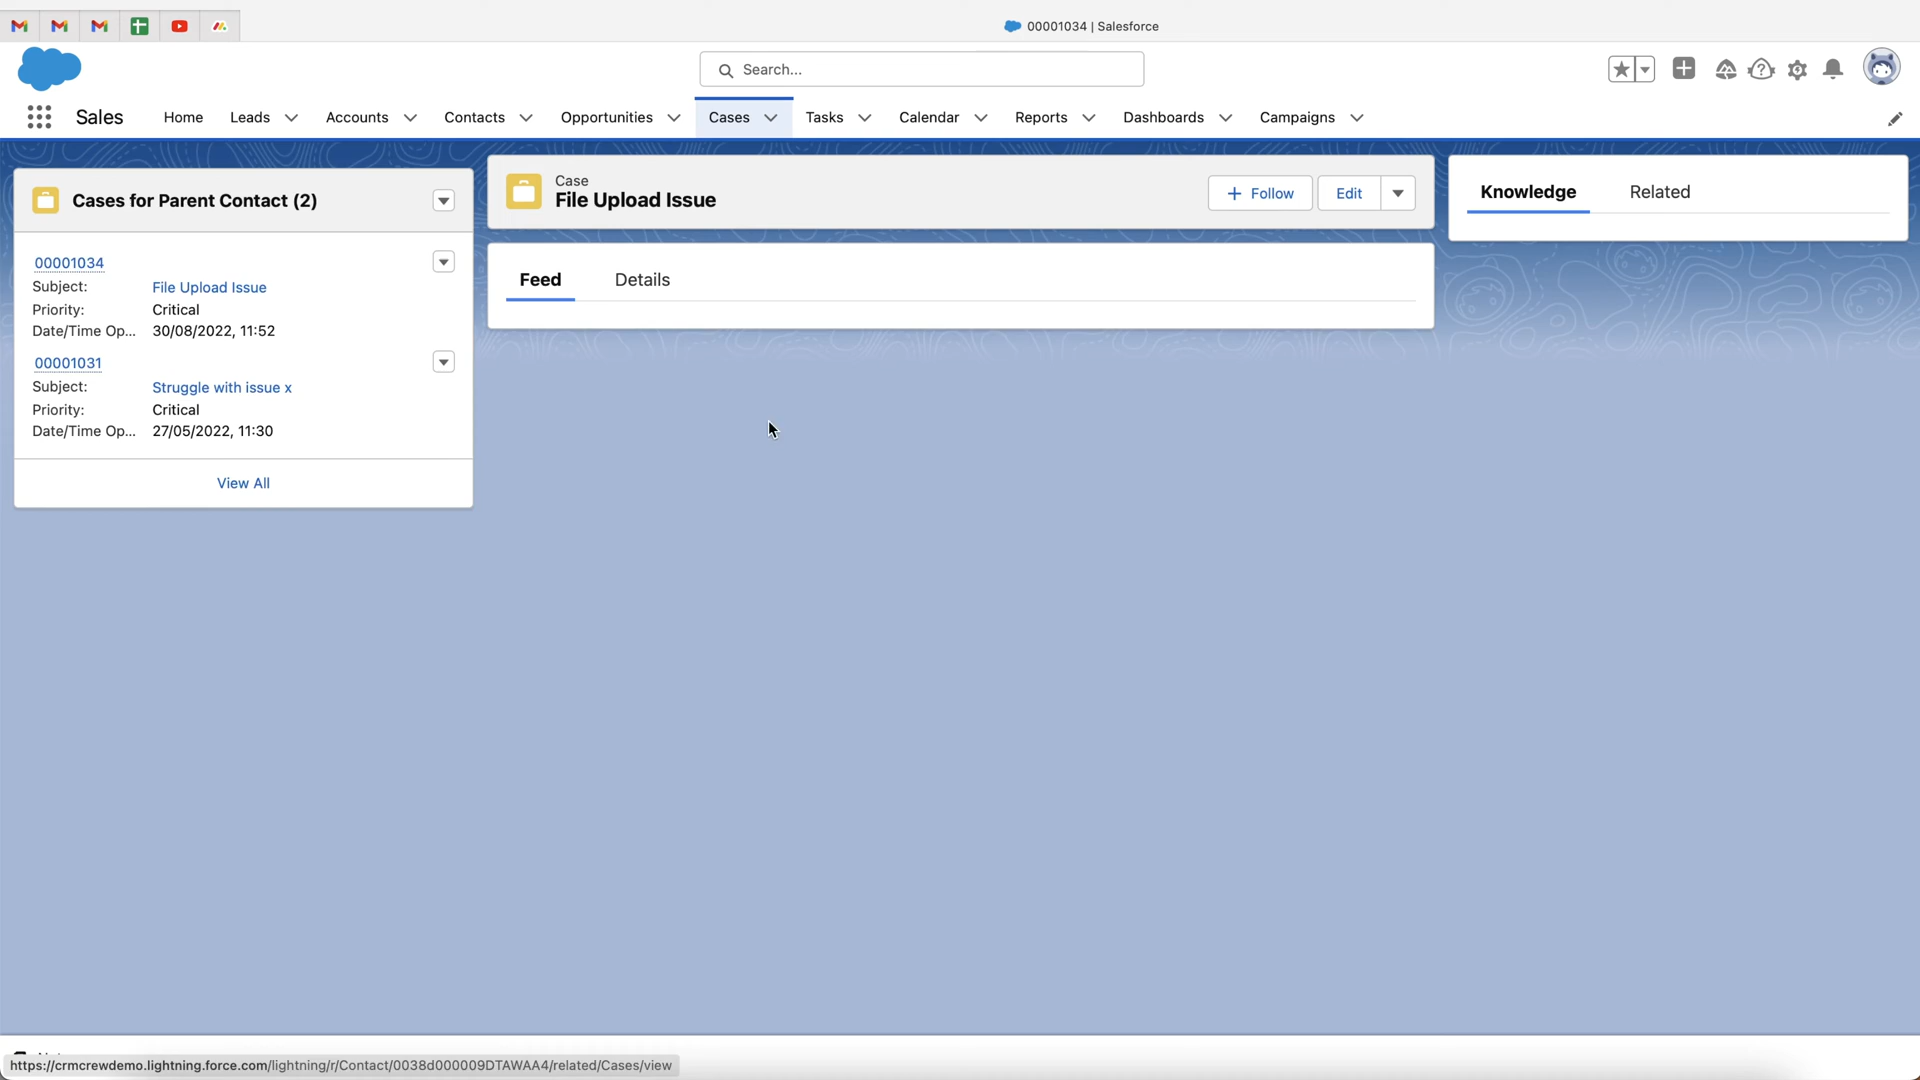 00001034 | Salesforce
Search...
Sales Home Leads Accounts Contacts Opportunities Cases Tasks Calendar Reports Dashboards Campaigns
Cases for Parent Contact (2)
00001034
Subject: File Upload Issue
Priority: Critical
Date/Time Op... 30/08/2022, 11:52
00001031
Subject: Struggle with issue x
Priority: Critical
Date/Time Op... 27/05/2022, 11:30
View All
Case
File Upload Issue
Follow Edit
Feed Details
Knowledge Related
https://crmcrewdemo.lightning.force.com/lightning/r/Contact/0038d000009DTAWAA4/related/Cases/view